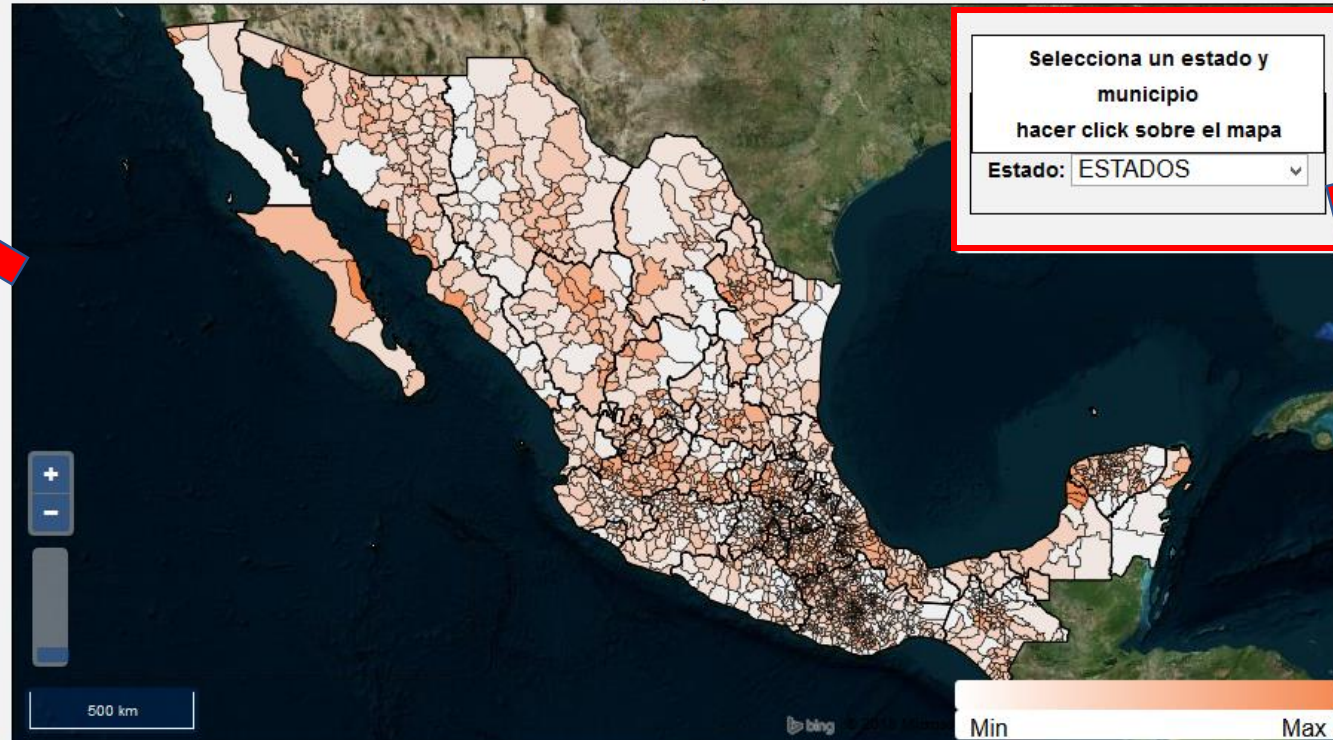 Selecciona un estado y
municipio
hacer click sobre el mapa
Estado: ESTADOS
+
−
500 km
bing
Min Max